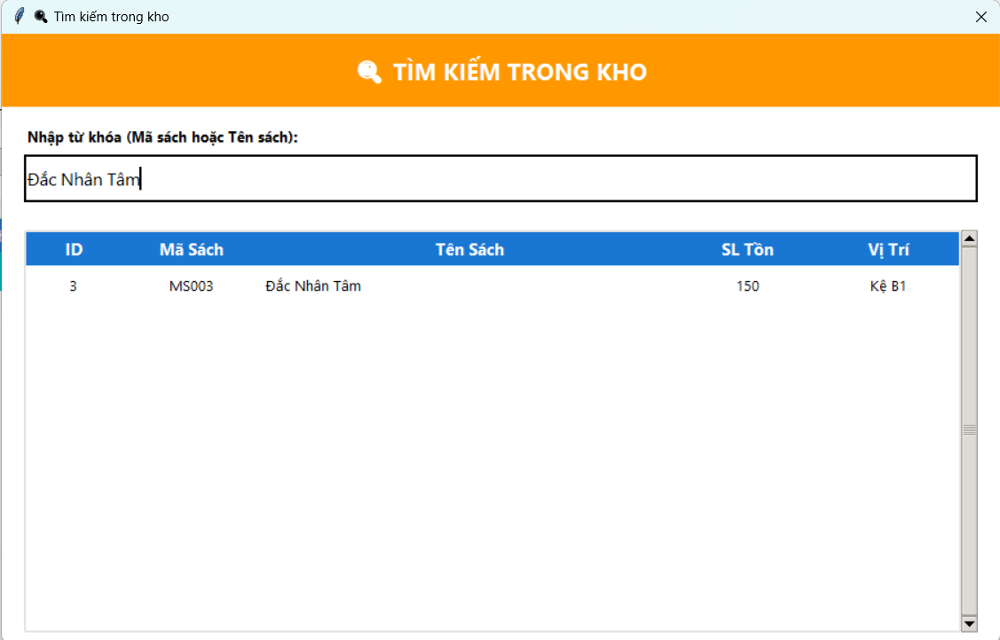 Tìm kiếm trong kho
TÌM KIẾM TRONG KHO
Nhập từ khóa (Mã sách hoặc Tên sách):
Đắc Nhân Tâm
ID Mã Sách Tên Sách SL Tồn Vị Trí
3 MS003 Đắc Nhân Tâm 150 Kệ B1